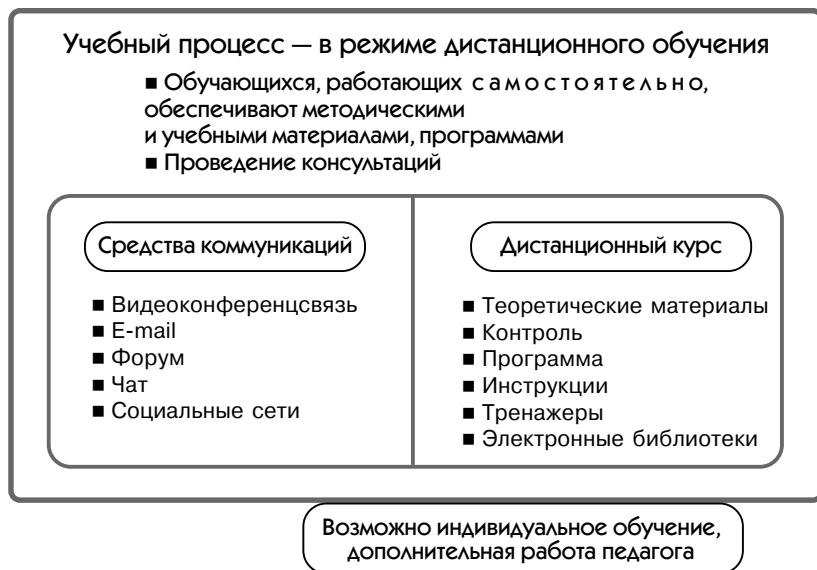 Учебный процесс — в режиме дистанционного обучения
■ Обучающихся, работающих самостоятельно,
обеспечивают методическими
и учебными материалами, программами
■ Проведение консультаций
Средства коммуникаций
■ Видеоконференцсвязь
■ E-mail
■ Форум
■ Чат
■ Социальные сети
Дистанционный курс
■ Теоретические материалы
■ Контроль
■ Программа
■ Инструкции
■ Тренажеры
■ Электронные библиотеки
Возможно индивидуальное обучение,
дополнительная работа педагога